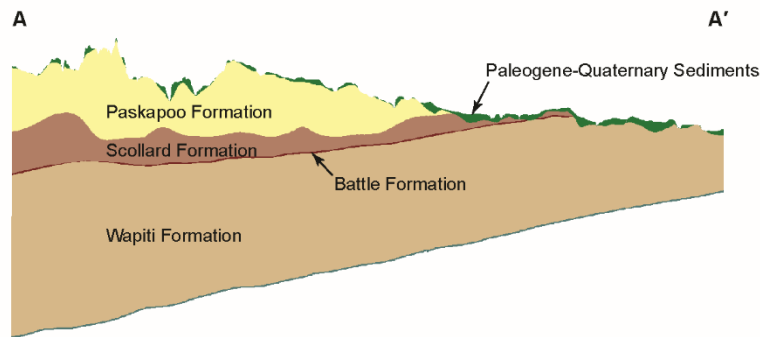 A A′
Paleogene-Quaternary Sediments
Paskapoo Formation
Scollard Formation
Battle Formation
Wapiti Formation